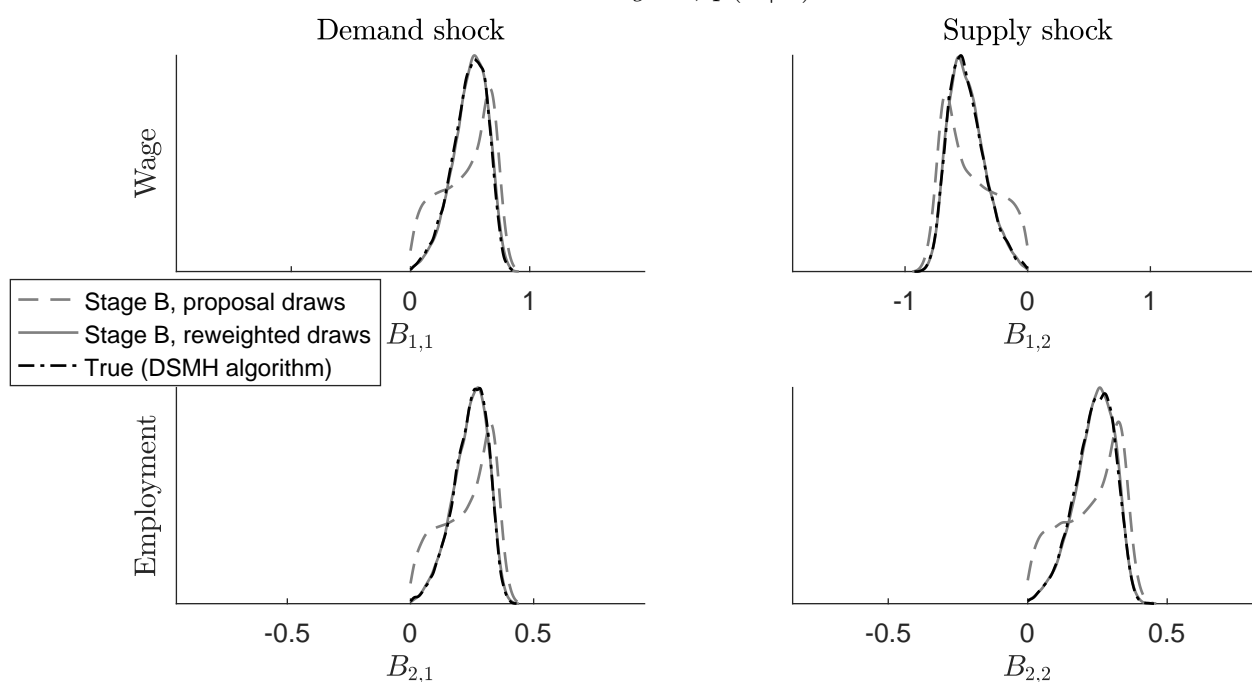 Demand shock
Supply shock
Wage
0
1
-1
0
1
B1,1
B1,2
Stage B, proposal draws
Stage B, reweighted draws
True (DSMH algorithm)
Employment
-0.5
0
0.5
-0.5
0
0.5
B2,1
B2,2